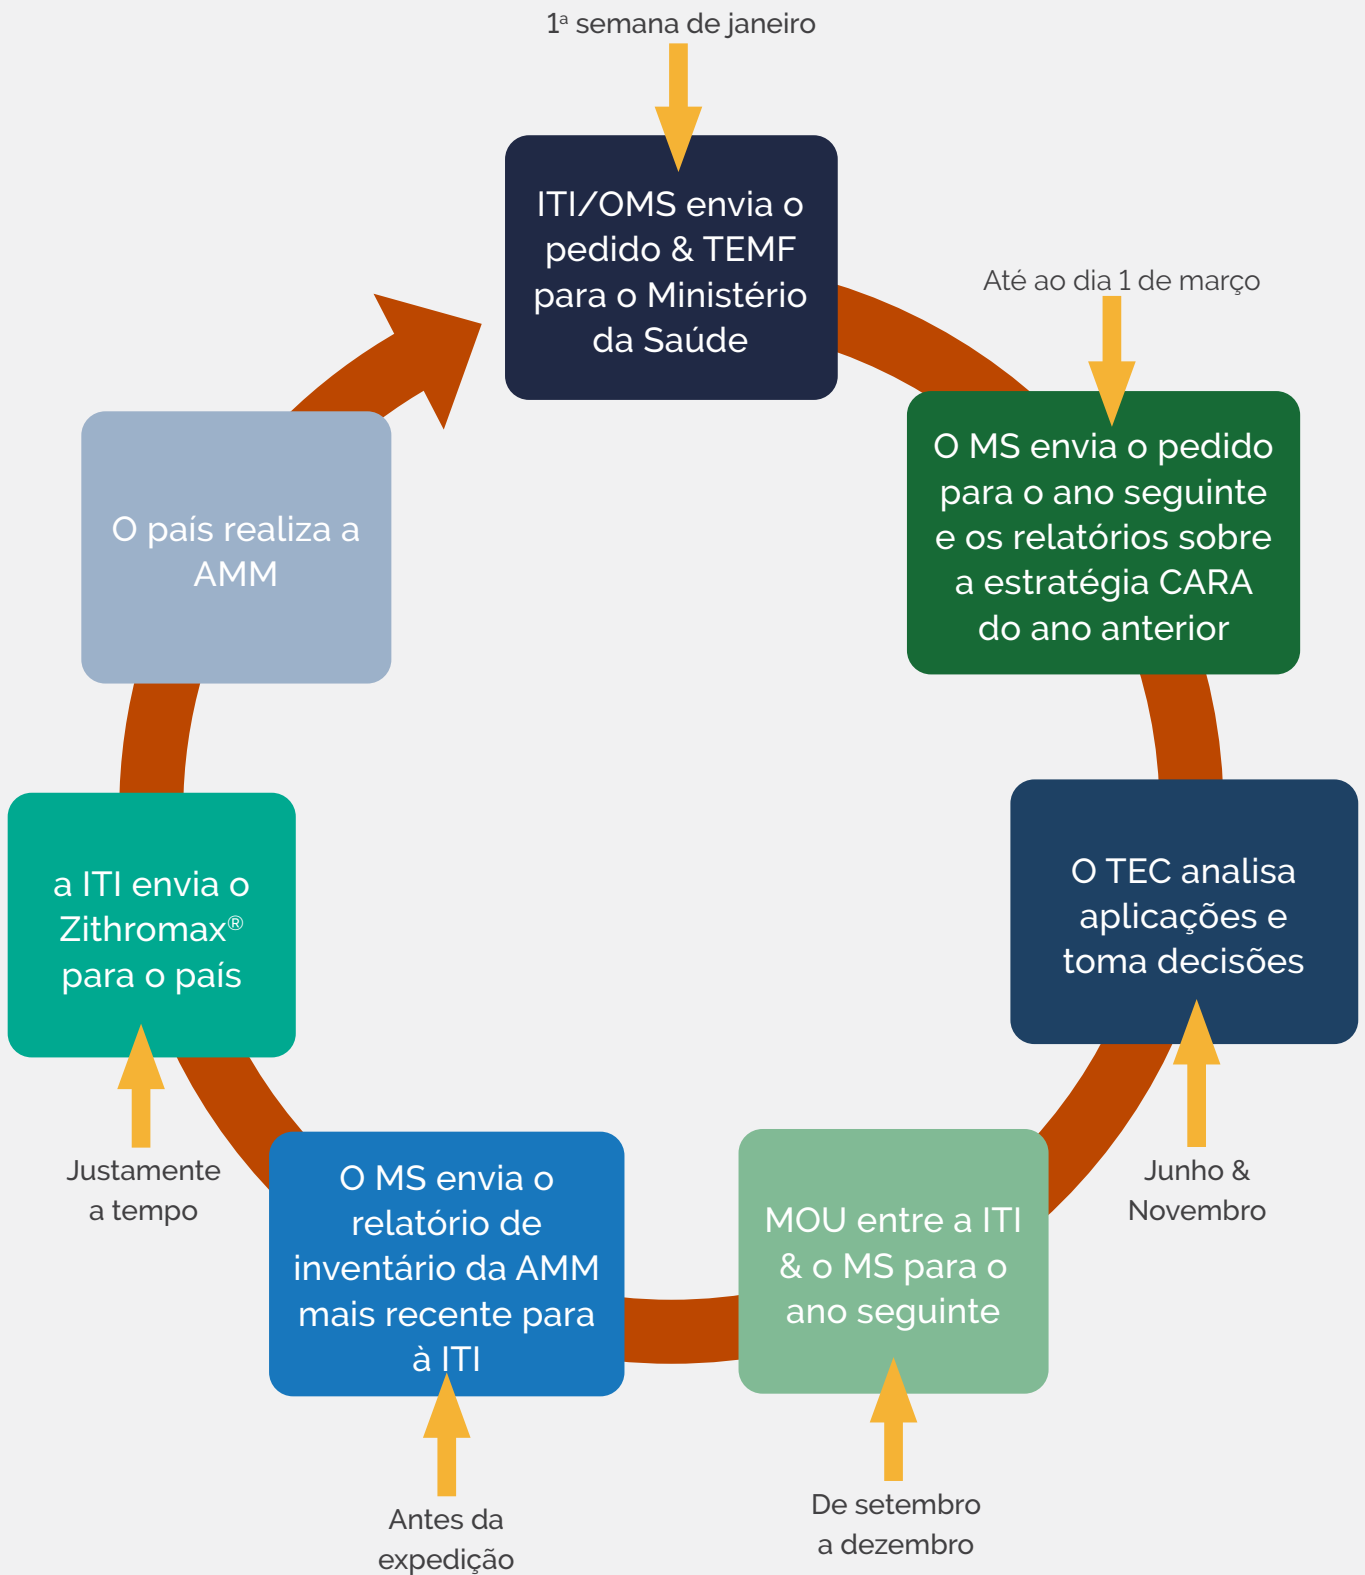 1ª semana de janeiro
ITI/OMS envia o
pedido & TEMF
para o Ministério
da Saúde
Até ao dia 1 de março
O MS envia o pedido
para o ano seguinte
e os relatórios sobre
a estratégia CARA
do ano anterior
O TEC analisa
aplicações e
toma decisões
Junho &
Novembro
MOU entre a ITI
& o MS para o
ano seguinte
De setembro
a dezembro
O MS envia o
relatório de
inventário da AMM
mais recente para
à ITI
Antes da
expedição
a ITI envia o
Zithromax®
para o país
Justamente
a tempo
O país realiza a
AMM